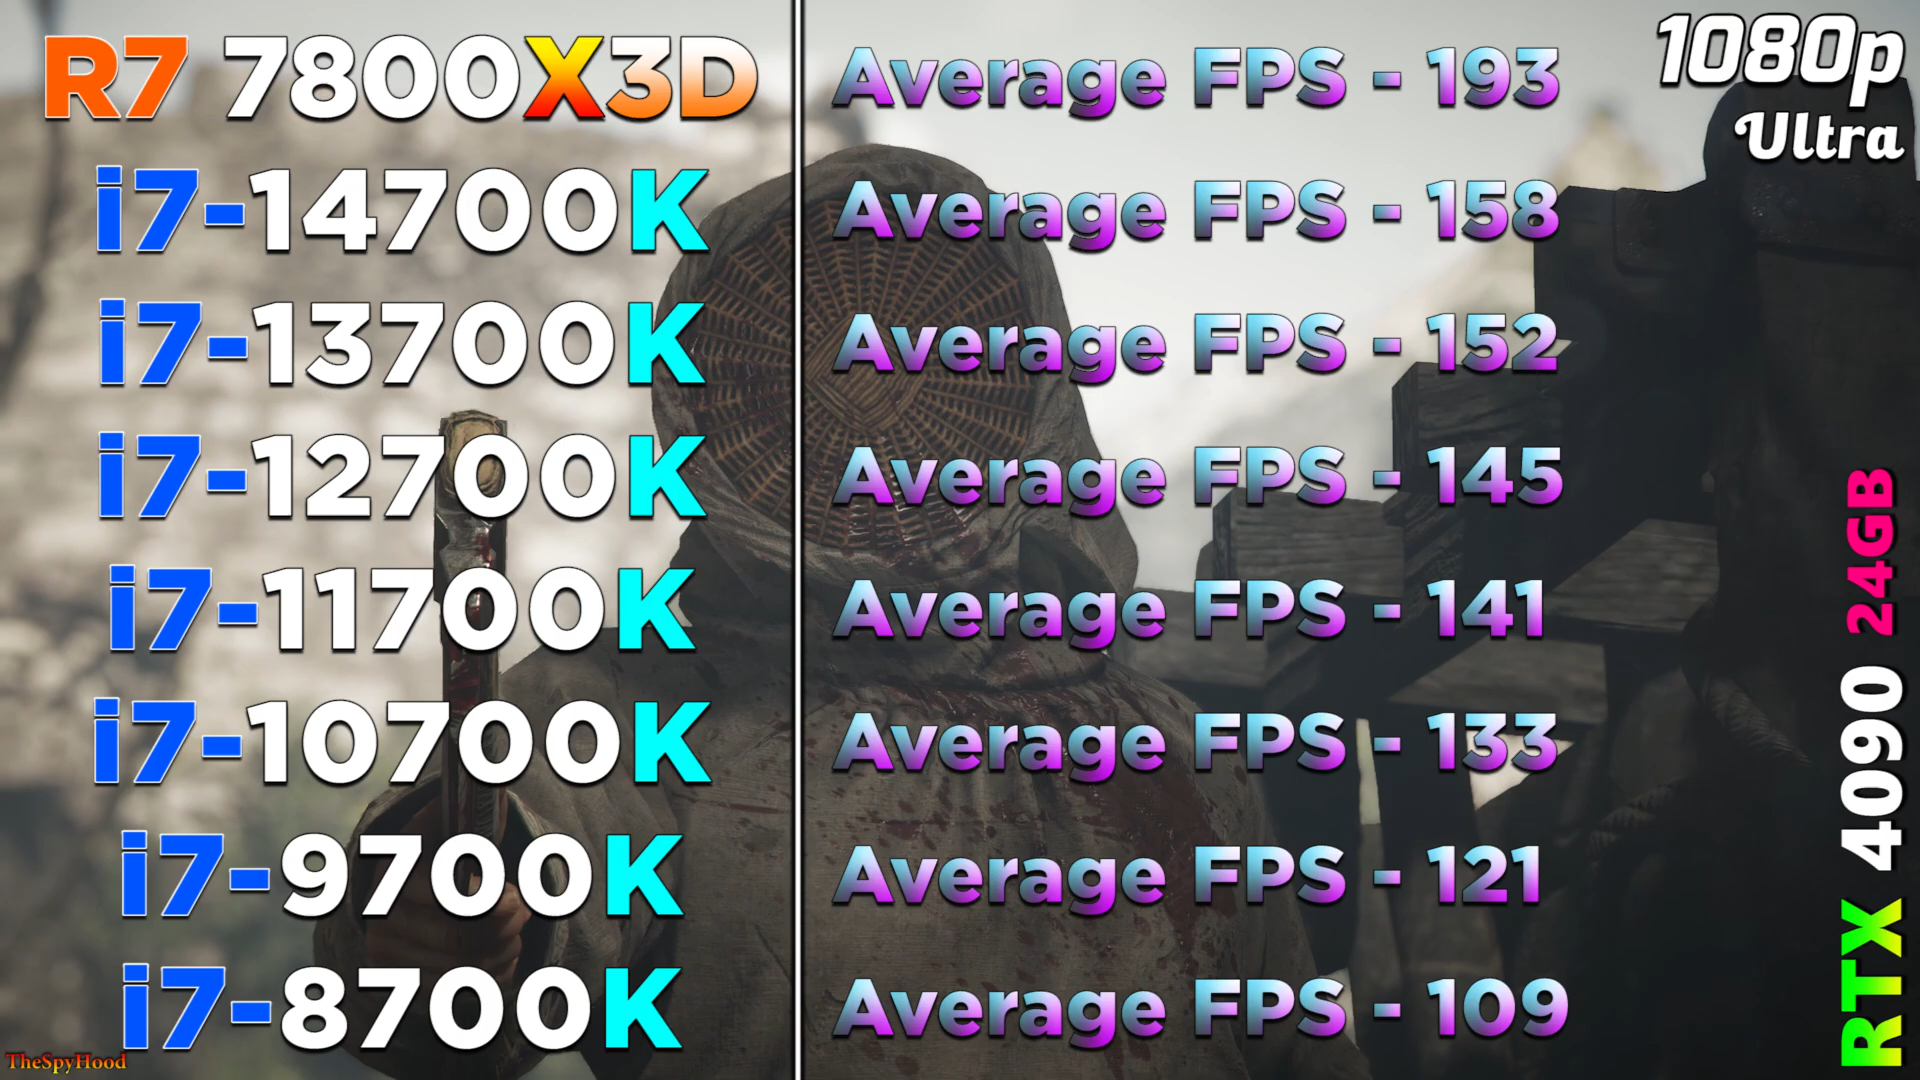 R7 7800X3D Average FPS - 193
1080p
Ultra
i7-14700K Average FPS - 158
i7-13700K Average FPS - 152
i7-12700K Average FPS - 145
i7-11700K Average FPS - 141
i7-10700K Average FPS - 133
i7-9700K Average FPS - 121
i7-8700K Average FPS - 109
RTX 4090 24GB
TheSpyHood